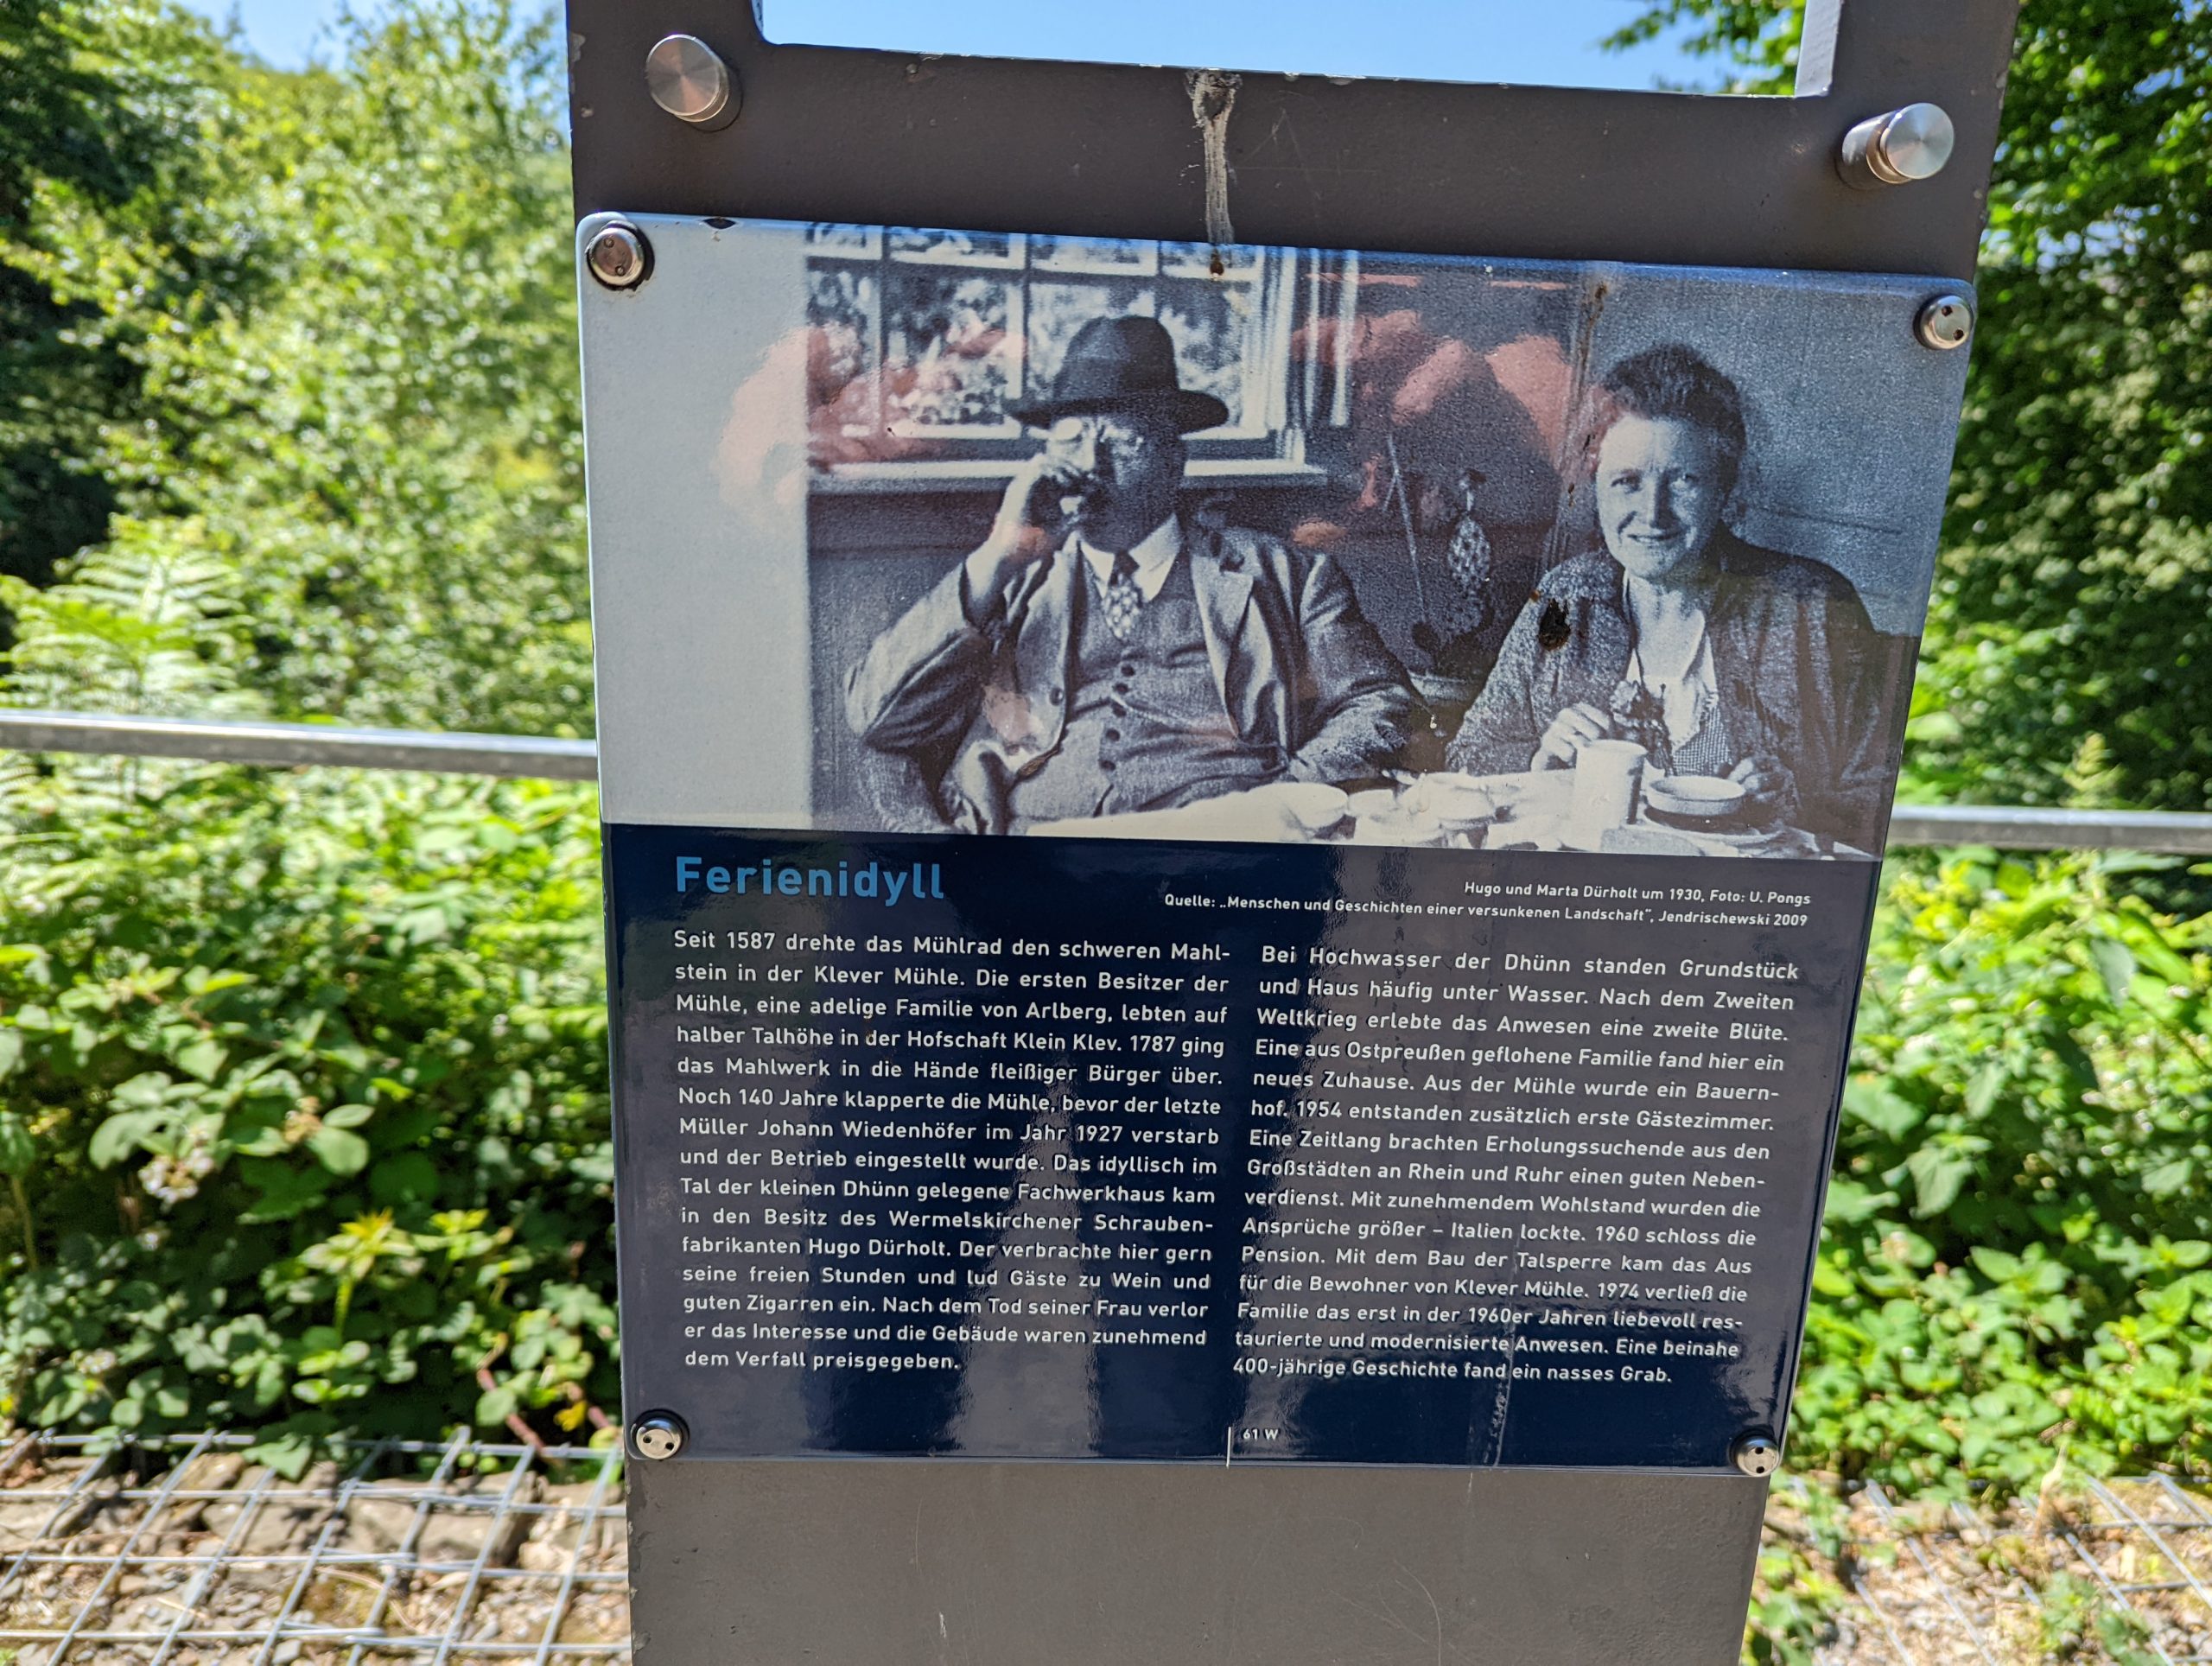 Ferienidyll
Hugo und Marta Dürholt um 1930, Foto: U. Pongs
Quelle: „Menschen und Geschichten einer versunkenen Landschaft", Jendrischewski 2009
Seit 1587 drehte das Mühlrad den schweren Mahl-
stein in der Klever Mühle. Die ersten Besitzer der
Mühle, eine adelige Familie von Arlberg, lebten auf
halber Talhöhe in der Hofschaft Klein Klev. 1787 ging
das Mahlwerk in die Hände fleißiger Bürger über.
Noch 140 Jahre klapperte die Mühle, bevor der letzte
Müller Johann Wiedenhöfer im Jahr 1927 verstarb
und der Betrieb eingestellt wurde. Das idyllisch im
Tal der kleinen Dhünn gelegene Fachwerkhaus kam
in den Besitz des Wermelskirchener Schrauben-
fabrikanten Hugo Dürholt. Der verbrachte hier gern
seine freien Stunden und lud Gäste zu Wein und
guten Zigarren ein. Nach dem Tod seiner Frau verlor
er das Interesse und die Gebäude waren zunehmend
dem Verfall preisgegeben.
Bei Hochwasser der Dhünn standen Grundstück
und Haus häufig unter Wasser. Nach dem Zweiten
Weltkrieg erlebte das Anwesen eine zweite Blüte.
Eine aus Ostpreußen geflohene Familie fand hier ein
neues Zuhause. Aus der Mühle wurde ein Bauern-
hof. 1954 entstanden zusätzlich erste Gästezimmer.
Eine Zeitlang brachten Erholungssuchende aus den
Großstädten an Rhein und Ruhr einen guten Neben-
verdienst. Mit zunehmendem Wohlstand wurden die
Ansprüche größer – Italien lockte. 1960 schloss die
Pension. Mit dem Bau der Talsperre kam das Aus
für die Bewohner von Klever Mühle. 1974 verließ die
Familie das erst in der 1960er Jahren liebevoll res-
taurierte und modernisierte Anwesen. Eine beinahe
400-jährige Geschichte fand ein nasses Grab.
61 W